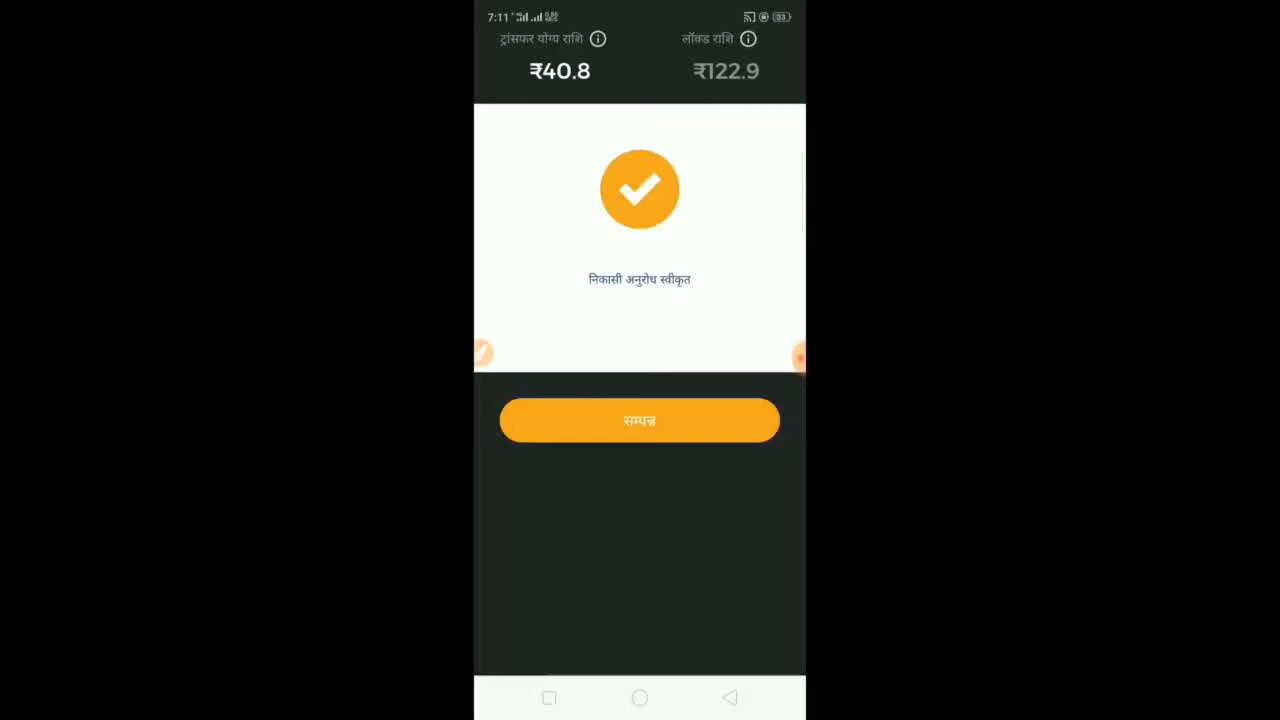 7:11
ट्रांसफर योग्य राशि
लॉक्ड राशि
₹40.8
₹122.9
निकासी अनुरोध स्वीकृत
सम्पन्न